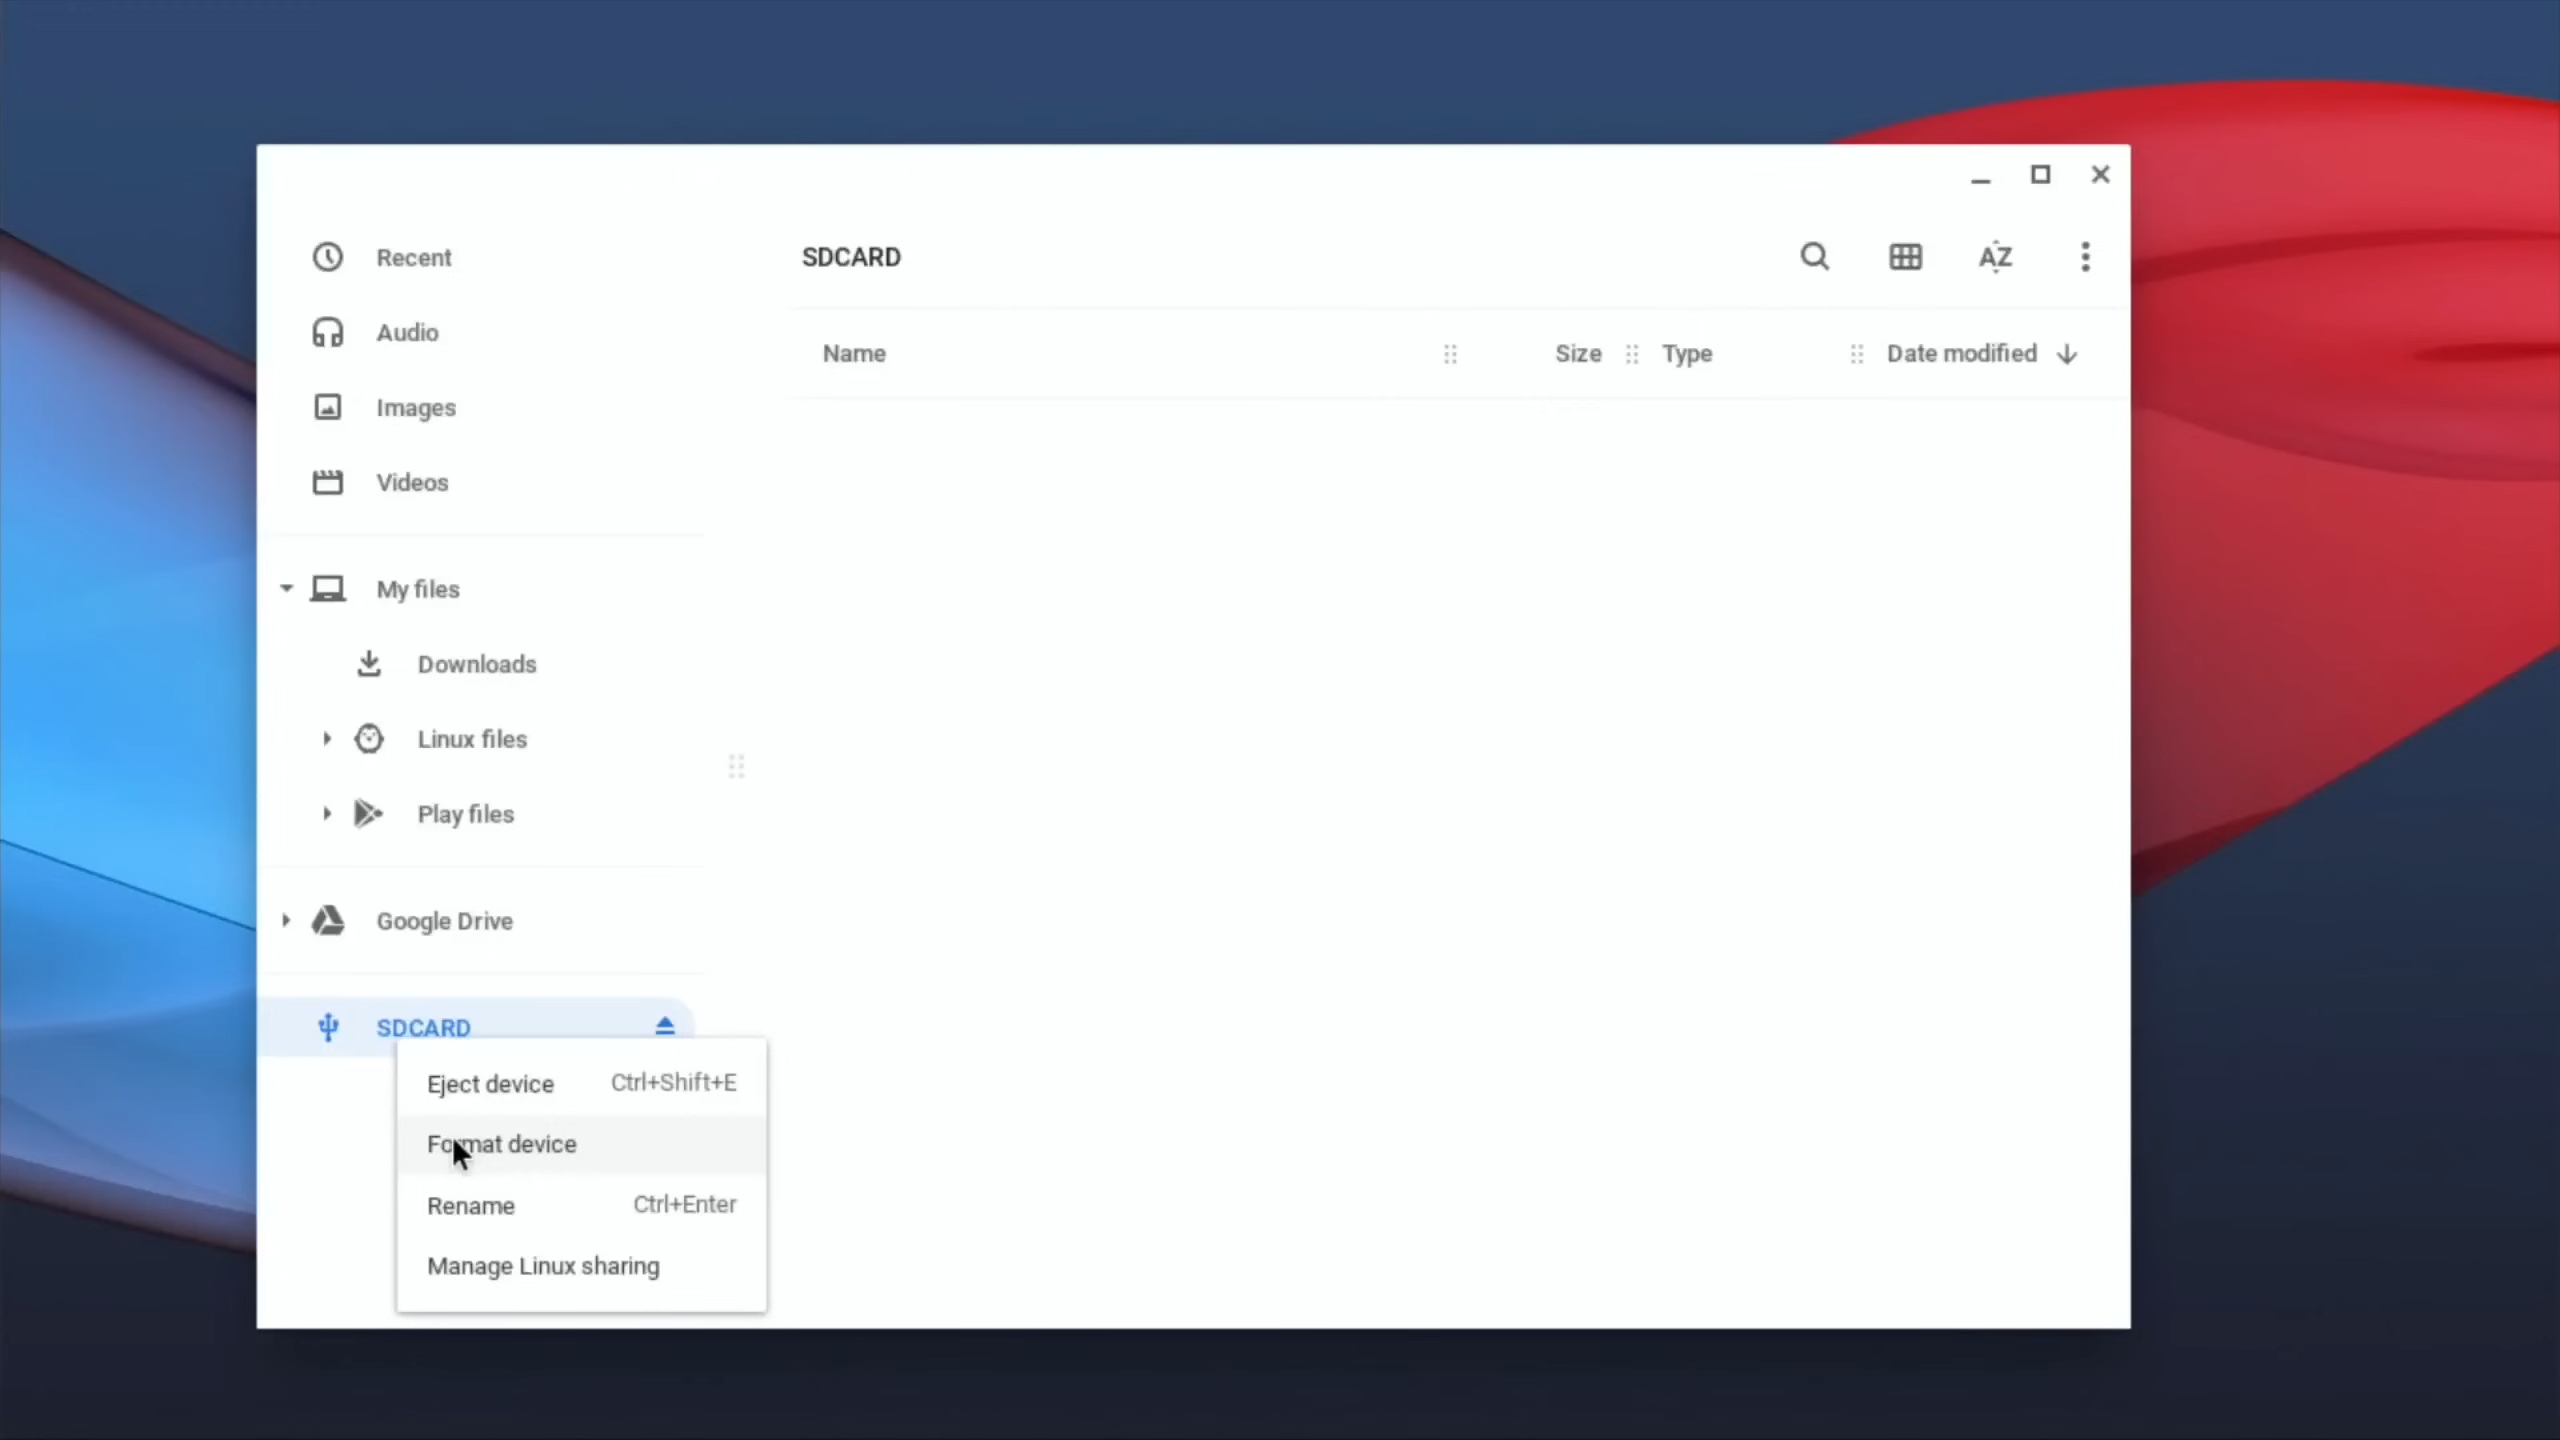 Recent
Audio
Images
Videos
My files
Downloads
Linux files
Play files
Google Drive
SDCARD
Eject device Ctrl+Shift+E
Format device
Rename Ctrl+Enter
Manage Linux sharing
SDCARD
AZ
Name Size Type Date modified